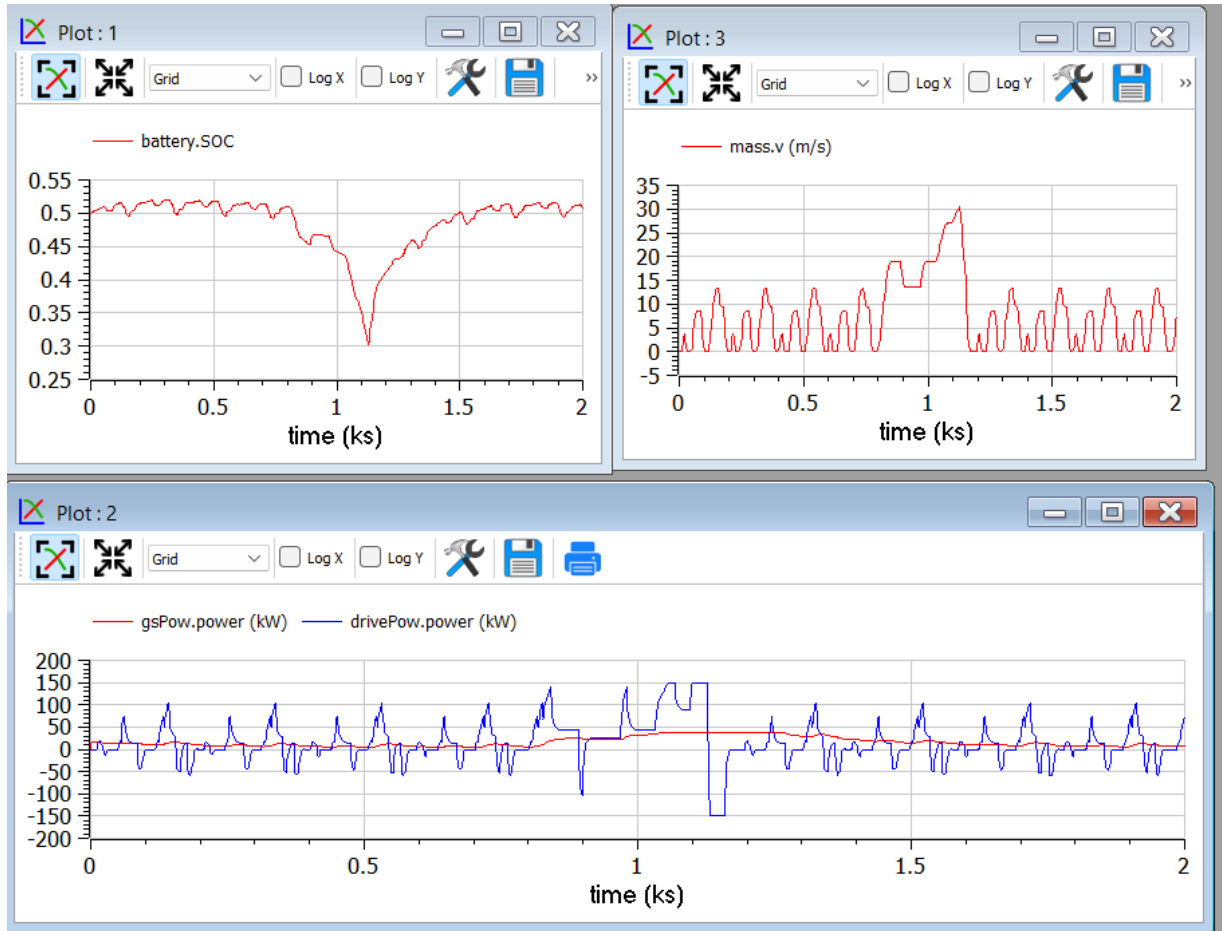 Plot : 1
Grid Log X Log Y »
battery.SOC
0.55
0.5
0.45
0.4
0.35
0.3
0.25
0 0.5 1 1.5 2
time (ks)
Plot : 3
Grid Log X Log Y »
mass.v (m/s)
35
30
25
20
15
10
5
0
-5
0 0.5 1 1.5 2
time (ks)
Plot : 2
Grid Log X Log Y
gsPow.power (kW) drivePow.power (kW)
200
150
100
50
0
-50
-100
-150
-200
0 0.5 1 1.5 2
time (ks)